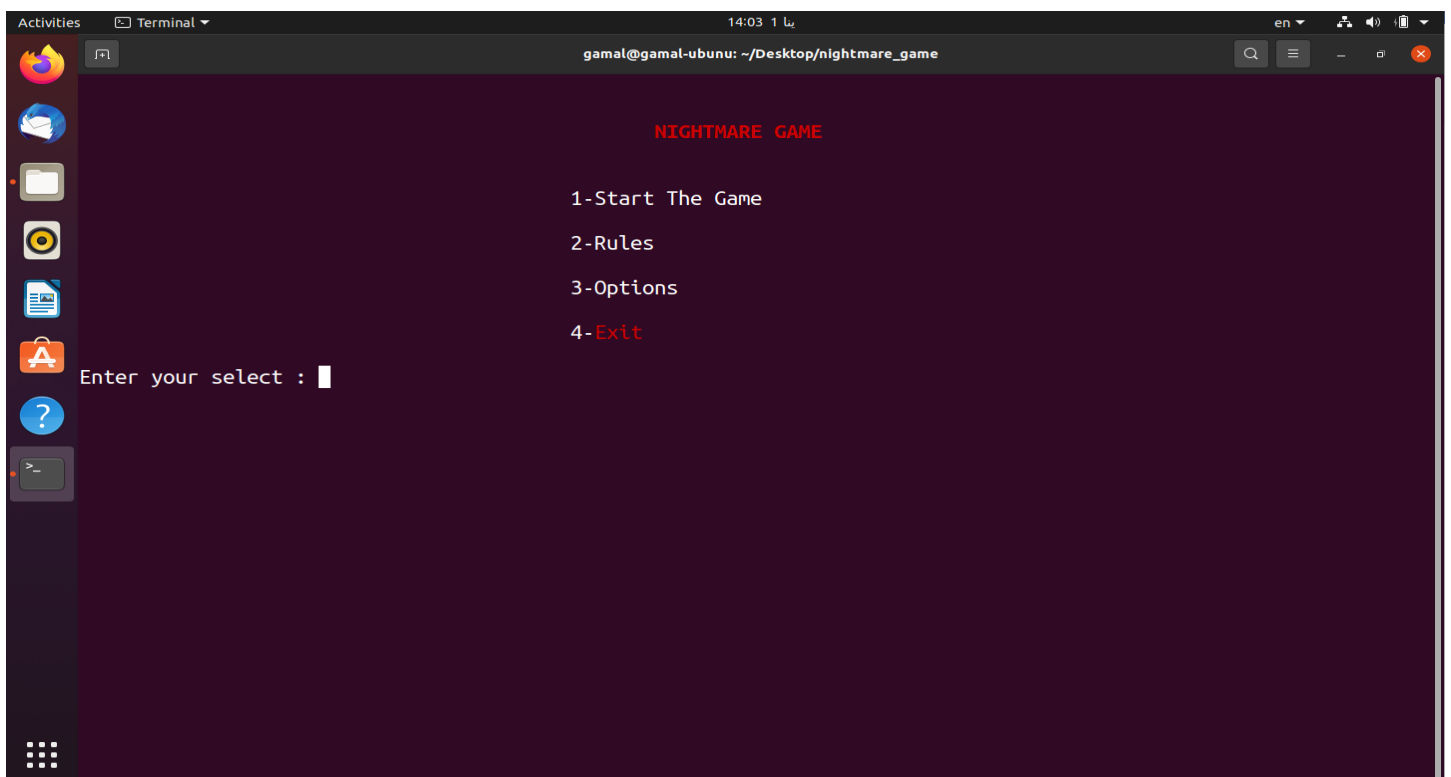 Activities Terminal 14:03 1 ينا en
gamal@gamal-ubunu: ~/Desktop/nightmare_game
NIGHTMARE GAME
1-Start The Game
2-Rules
3-Options
4-Exit
Enter your select :